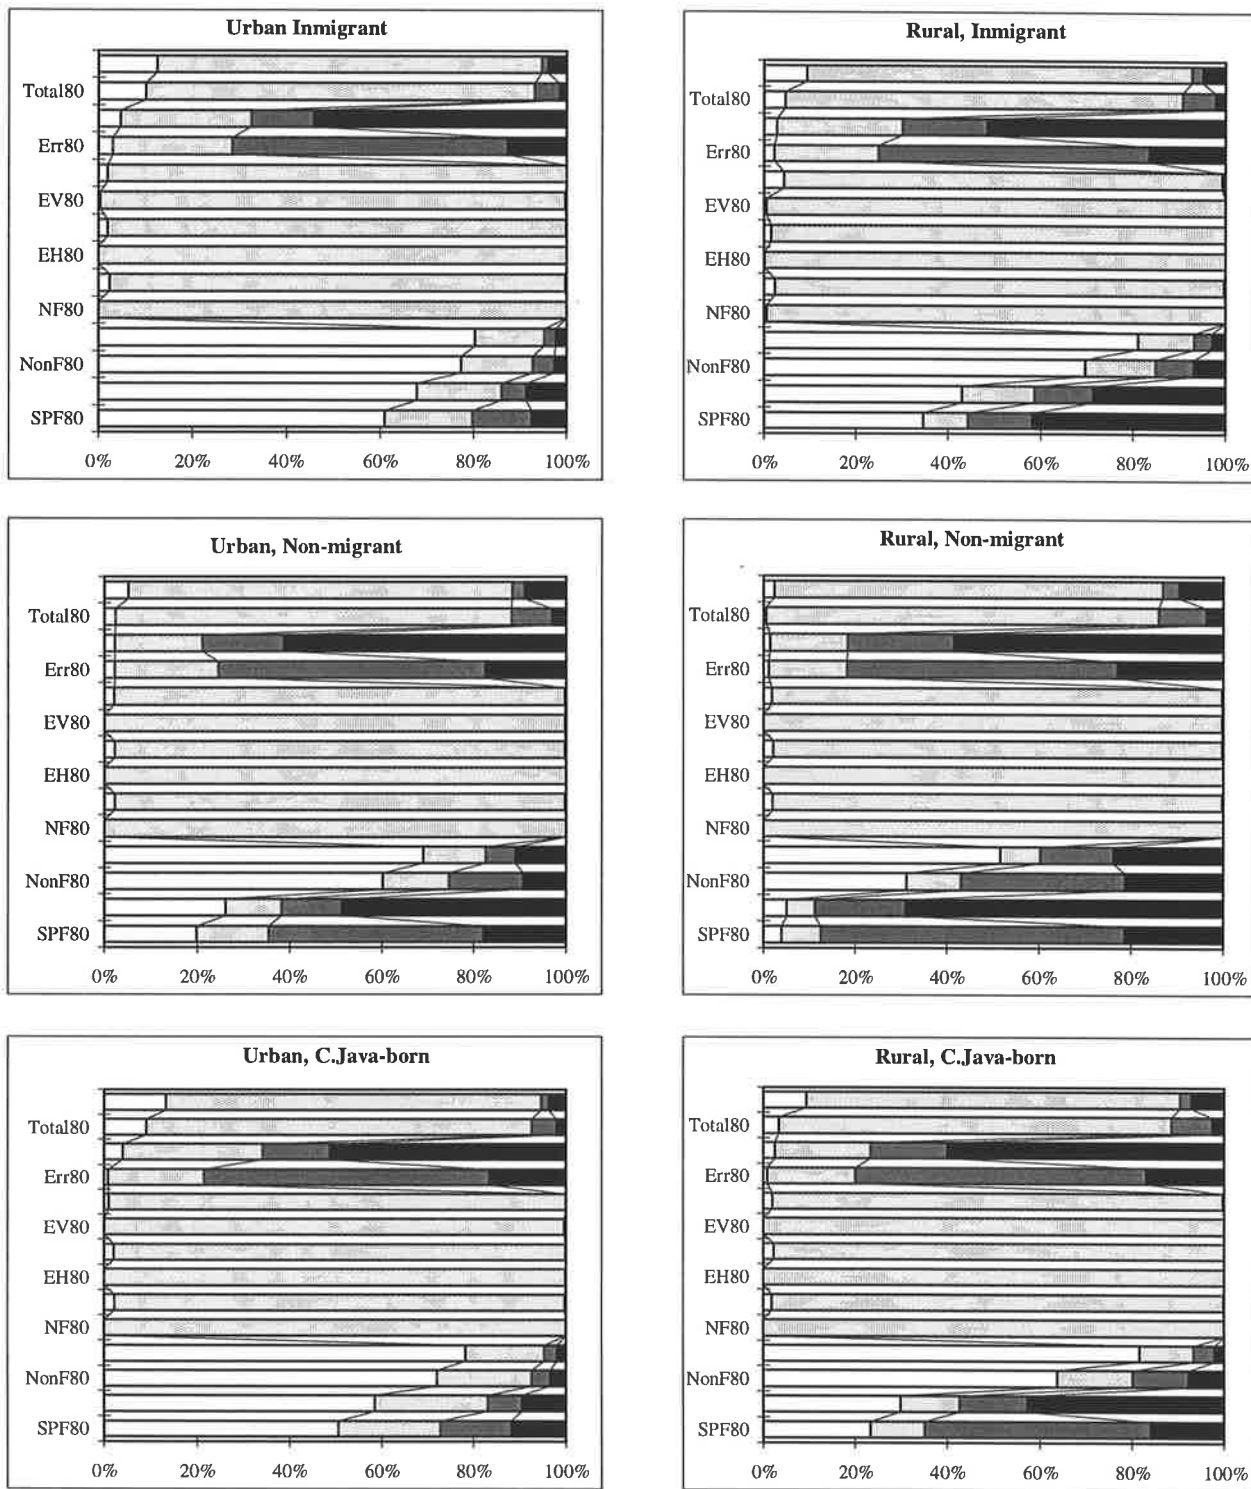 Urban Inmigrant
Total80
Err80
EV80
EH80
NF80
NonF80
SPF80
0% 20% 40% 60% 80% 100%
Rural, Inmigrant
Total80
Err80
EV80
EH80
NF80
NonF80
SPF80
0% 20% 40% 60% 80% 100%
Urban, Non-migrant
Total80
Err80
EV80
EH80
NF80
NonF80
SPF80
0% 20% 40% 60% 80% 100%
Rural, Non-migrant
Total80
Err80
EV80
EH80
NF80
NonF80
SPF80
0% 20% 40% 60% 80% 100%
Urban, C.Java-born
Total80
Err80
EV80
EH80
NF80
NonF80
SPF80
0% 20% 40% 60% 80% 100%
Rural, C.Java-born
Total80
Err80
EV80
EH80
NF80
NonF80
SPF80
0% 20% 40% 60% 80% 100%